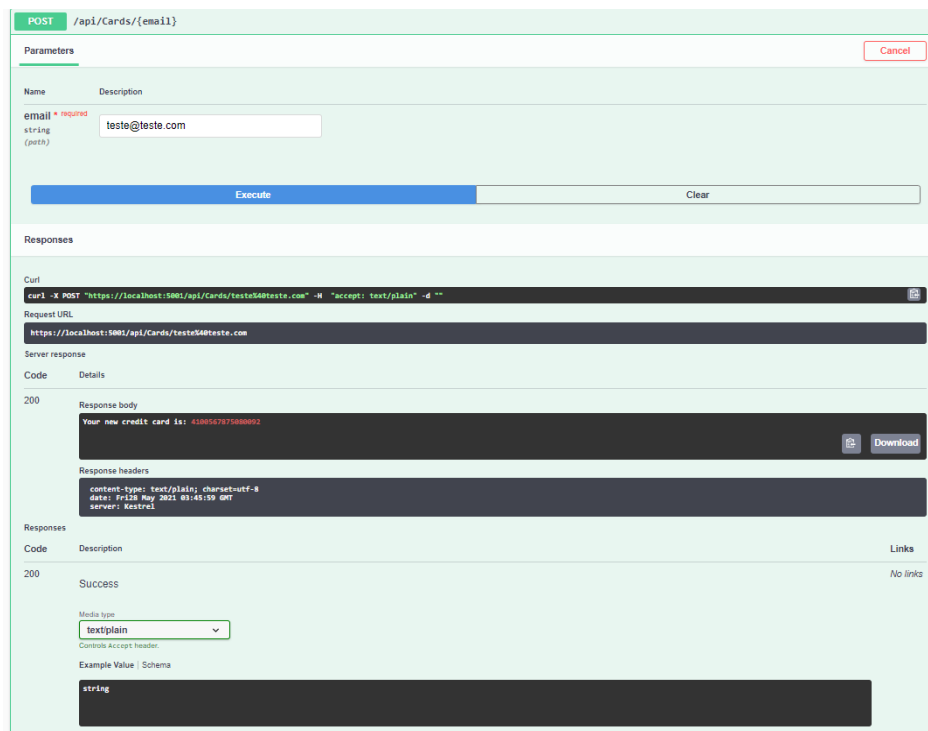 POST /api/Cards/{email}
Parameters
Cancel
Name Description
email * required
string
(path)
teste@teste.com
Execute Clear
Responses
Curl
curl -X POST "https://localhost:5001/api/Cards/teste%40teste.com" -H "accept: text/plain" -d ""
Request URL
https://localhost:5001/api/Cards/teste%40teste.com
Server response
Code Details
200
Response body
Your new credit card is: 4100567875080092
Download
Response headers
content-type: text/plain; charset=utf-8
date: Fri28 May 2021 03:45:59 GMT
server: Kestrel
Responses
Code Description Links
200
Success
No links
Media type
text/plain
Controls Accept header.
Example Value | Schema
string